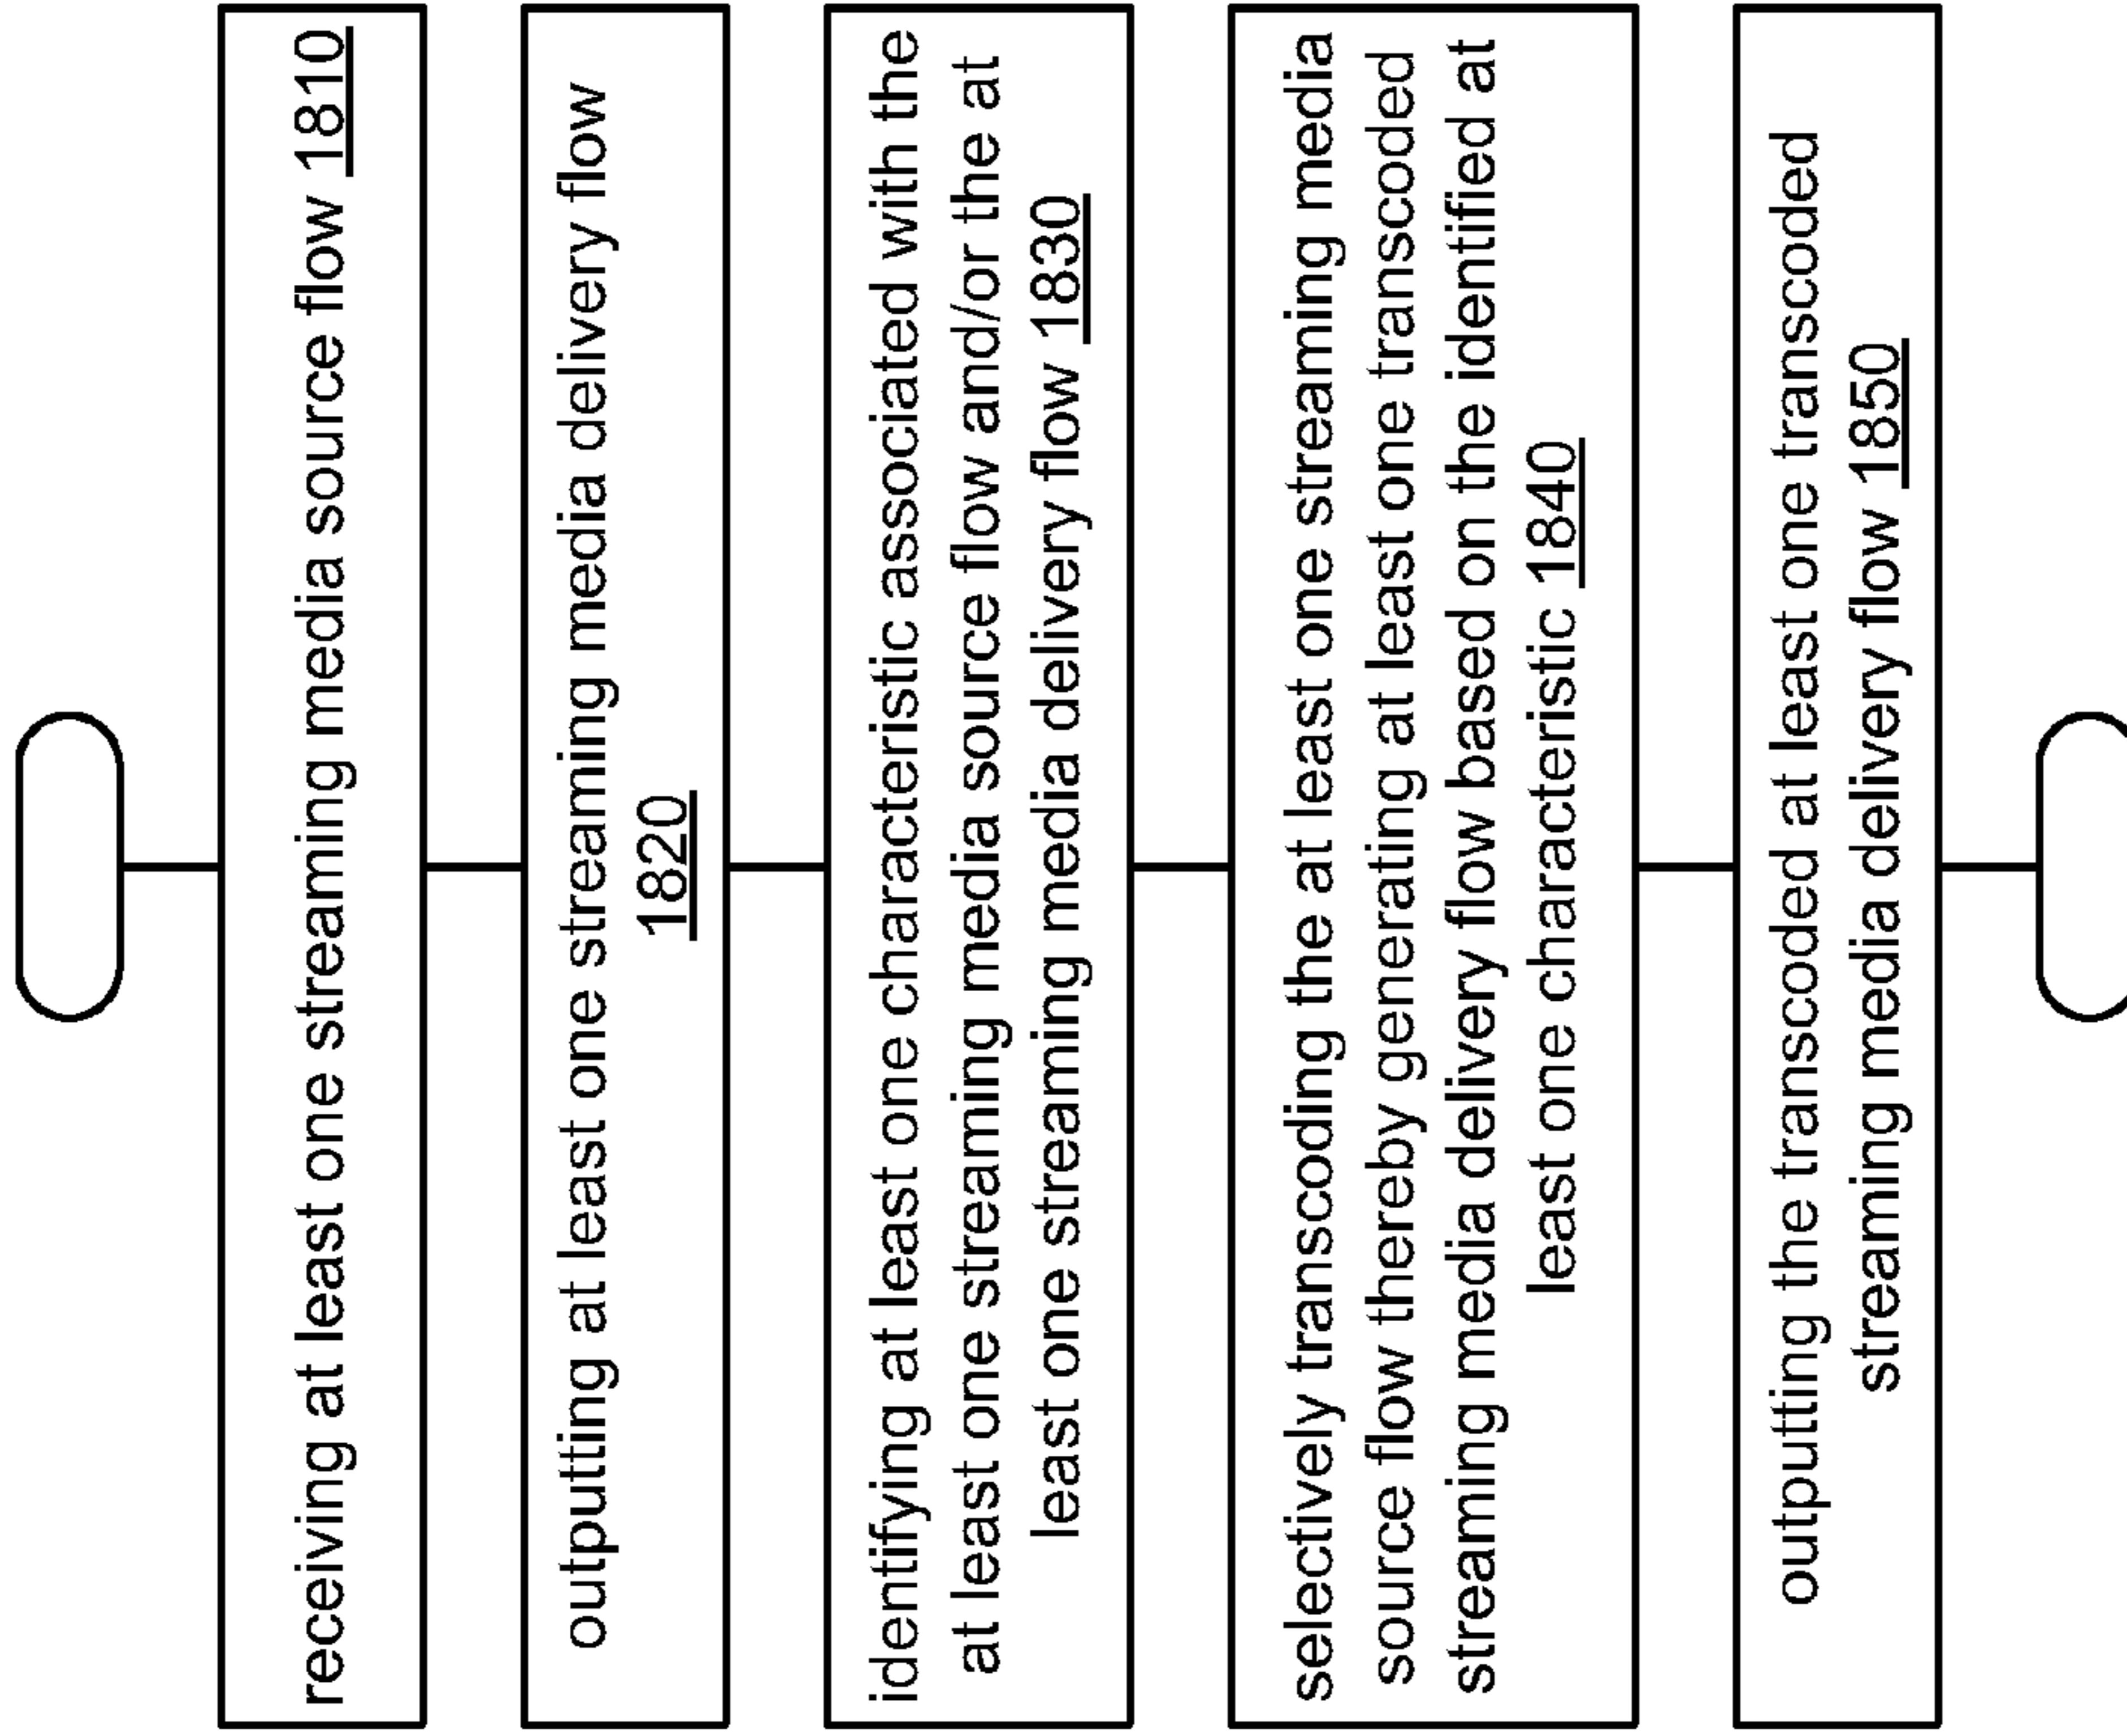 receiving at least one streaming media source flow 1810
outputting at least one streaming media delivery flow
1820
identifying at least one characteristic associated with the
at least one streaming media source flow and/or the at
least one streaming media delivery flow 1830
selectively transcoding the at least one streaming media
source flow thereby generating at least one transcoded
streaming media delivery flow based on the identified at
least one characteristic 1840
outputting the transcoded at least one transcoded
streaming media delivery flow 1850